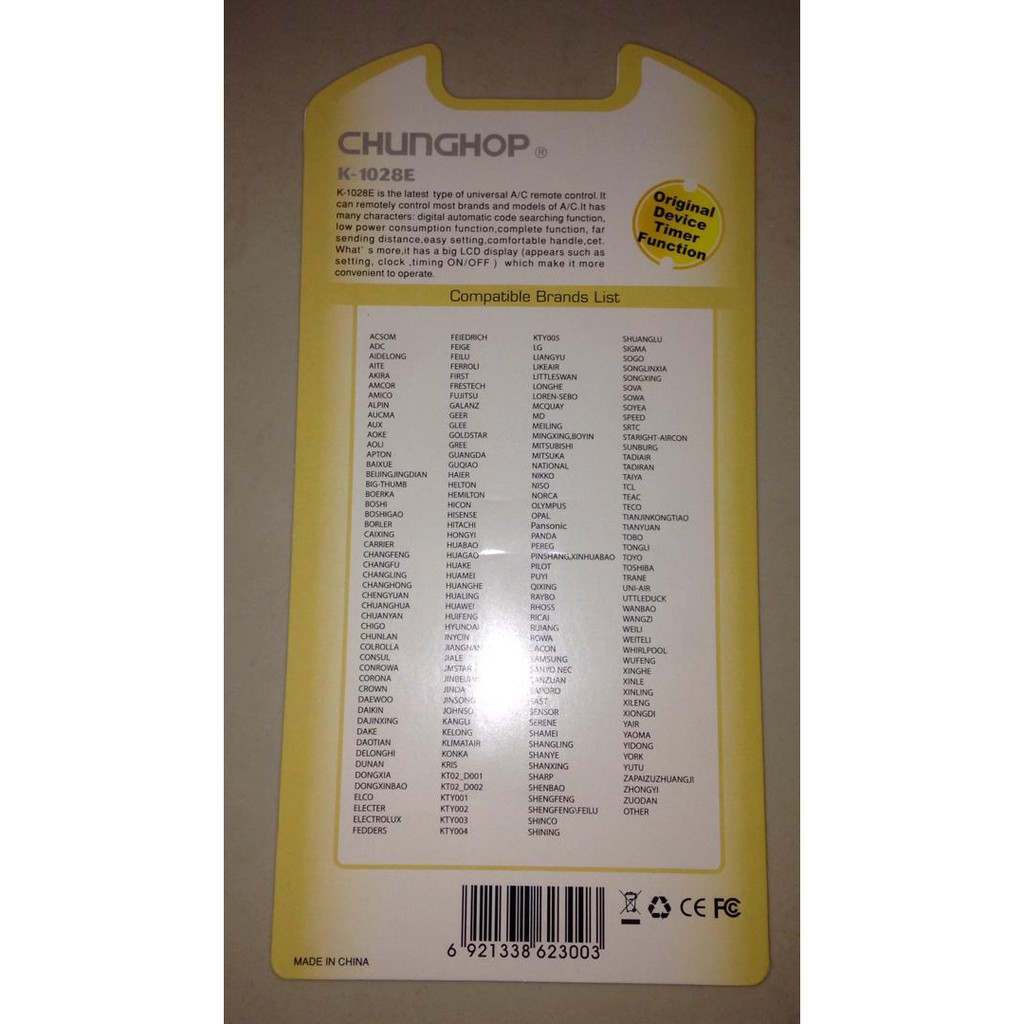 CHUNGHOP ®
K-1028E
K-1028E is the latest type of universal A/C remote control.It
can remotely control most brands and models of A/C.It has
many characters: digital automatic code searching function,
low power consumption function,complete function, far
sending distance,easy setting,comfortable handle,cet.
What's more,it has a big LCD display (appears such as
setting, clock ,timing ON/OFF ) which make it more
convenient to operate.
Original
Device
Timer
Function
Compatible Brands List
ACSOM
ADC
AIDELONG
AITE
AKIRA
AMCOR
AMICO
ALPIN
AUCMA
AUX
AOKE
AOLI
APTON
BAIXUE
BEIJINGJINGDIAN
BIG-THUMB
BOERKA
BOSHI
BOSHIGAO
BORLER
CAIXING
CARRIER
CHANGFENG
CHANGFU
CHANGLING
CHANGHONG
CHENGYUAN
CHUANGHUA
CHUANYAN
CHIGO
CHUNLAN
COLROLLA
CONSUL
CONROWA
CORONA
CROWN
DAEWOO
DAIKIN
DAJINXING
DAKE
DAOTIAN
DELONGHI
DUNAN
DONGXIA
DONGXINBAO
ELCO
ELECTER
ELECTROLUX
FEDDERS
FEIEDRICH
FEIGE
FEILU
FERROLI
FIRST
FRESTECH
FUJITSU
GALANZ
GEER
GLEE
GOLDSTAR
GREE
GUANGDA
GUQIAO
HAIER
HELTON
HEMILTON
HICON
HISENSE
HITACHI
HONGYI
HUABAO
HUAGAO
HUAKE
HUAMEI
HUANGHE
HUALING
HUAWEI
HUIFENG
HYUNDAI
INYCIN
JIANGNAN
JIALE
JMSTAR
JINBEIJING
JINDA
JINSONG
JOHNSO
KANGLI
KELONG
KLIMATAIR
KONKA
KRIS
KT02_D001
KT02_D002
KTY001
KTY002
KTY003
KTY004
KTY005
LG
LIANGYU
LIKEAIR
LITTLESWAN
LONGHE
LOREN-SEBO
MCQUAY
MD
MEILING
MINGXING,BOYIN
MITSUBISHI
MITSUKA
NATIONAL
NIKKO
NISO
NORCA
OLYMPUS
OPAL
Pansonic
PANDA
PEREG
PINSHANG,XINHUABAO
PILOT
PUYI
QIXING
RAYBO
RHOSS
RICAI
RIJIANG
ROWA
SACON
SAMSUNG
SANYO NEC
SANZUAN
SAPORO
SAST
SENSOR
SERENE
SHAMEI
SHANGLING
SHANYE
SHANXING
SHARP
SHENBAO
SHENGFENG
SHENGFENG\FEILU
SHINCO
SHINING
SHUANGLU
SIGMA
SOGO
SONGLINXIA
SONGXING
SOVA
SOWA
SOYEA
SPEED
SRTC
STARIGHT-AIRCON
SUNBURG
TADIAIR
TADIRAN
TAIYA
TCL
TEAC
TECO
TIANJINKONGTIAO
TIANYUAN
TOBO
TONGLI
TOYO
TOSHIBA
TRANE
UNI-AIR
UTTLEDUCK
WANBAO
WANGZI
WEILI
WEITELI
WHIRLPOOL
WUFENG
XINGHE
XINLE
XINLING
XILENG
XIONGDI
YAIR
YAOMA
YIDONG
YORK
YUTU
ZAPAIZUZHUANGJI
ZHONGYI
ZUODAN
OTHER
6 921338 623003
CE FC
MADE IN CHINA